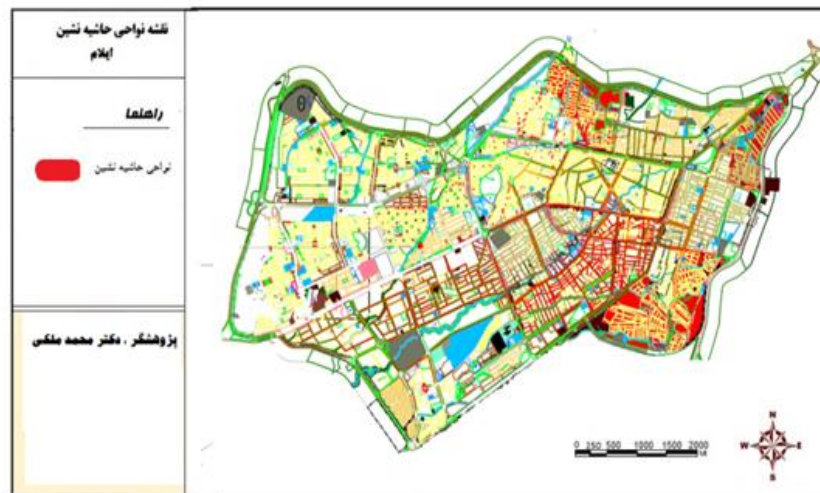 نقشه نواحی حاشیه نشین
ایلام
راهنما
نواحی حاشیه نشین
پژوهشگر ، دکتر محمد ملکی
0 250 500 1000 1500 2000
M
N
W E
S